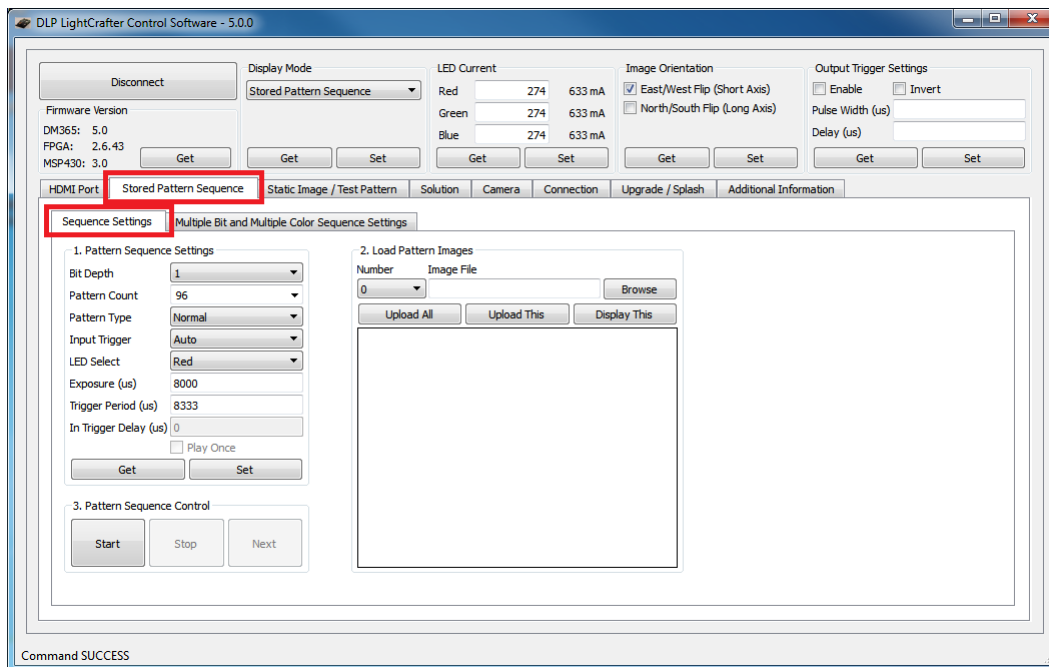 DLP LightCrafter Control Software - 5.0.0
Disconnect
Firmware Version
DM365: 5.0
FPGA: 2.6.43
MSP430: 3.0
Get
Display Mode
Stored Pattern Sequence
Get Set
LED Current
Red 274 633 mA
Green 274 633 mA
Blue 274 633 mA
Get Set
Image Orientation
East/West Flip (Short Axis)
North/South Flip (Long Axis)
Get Set
Output Trigger Settings
Enable Invert
Pulse Width (us)
Delay (us)
Get Set
HDMI Port Stored Pattern Sequence Static Image / Test Pattern Solution Camera Connection Upgrade / Splash Additional Information
Sequence Settings Multiple Bit and Multiple Color Sequence Settings
1. Pattern Sequence Settings
Bit Depth 1
Pattern Count 96
Pattern Type Normal
Input Trigger Auto
LED Select Red
Exposure (us) 8000
Trigger Period (us) 8333
In Trigger Delay (us) 0
Play Once
Get Set
2. Load Pattern Images
Number Image File
0 Browse
Upload All Upload This Display This
3. Pattern Sequence Control
Start Stop Next
Command SUCCESS